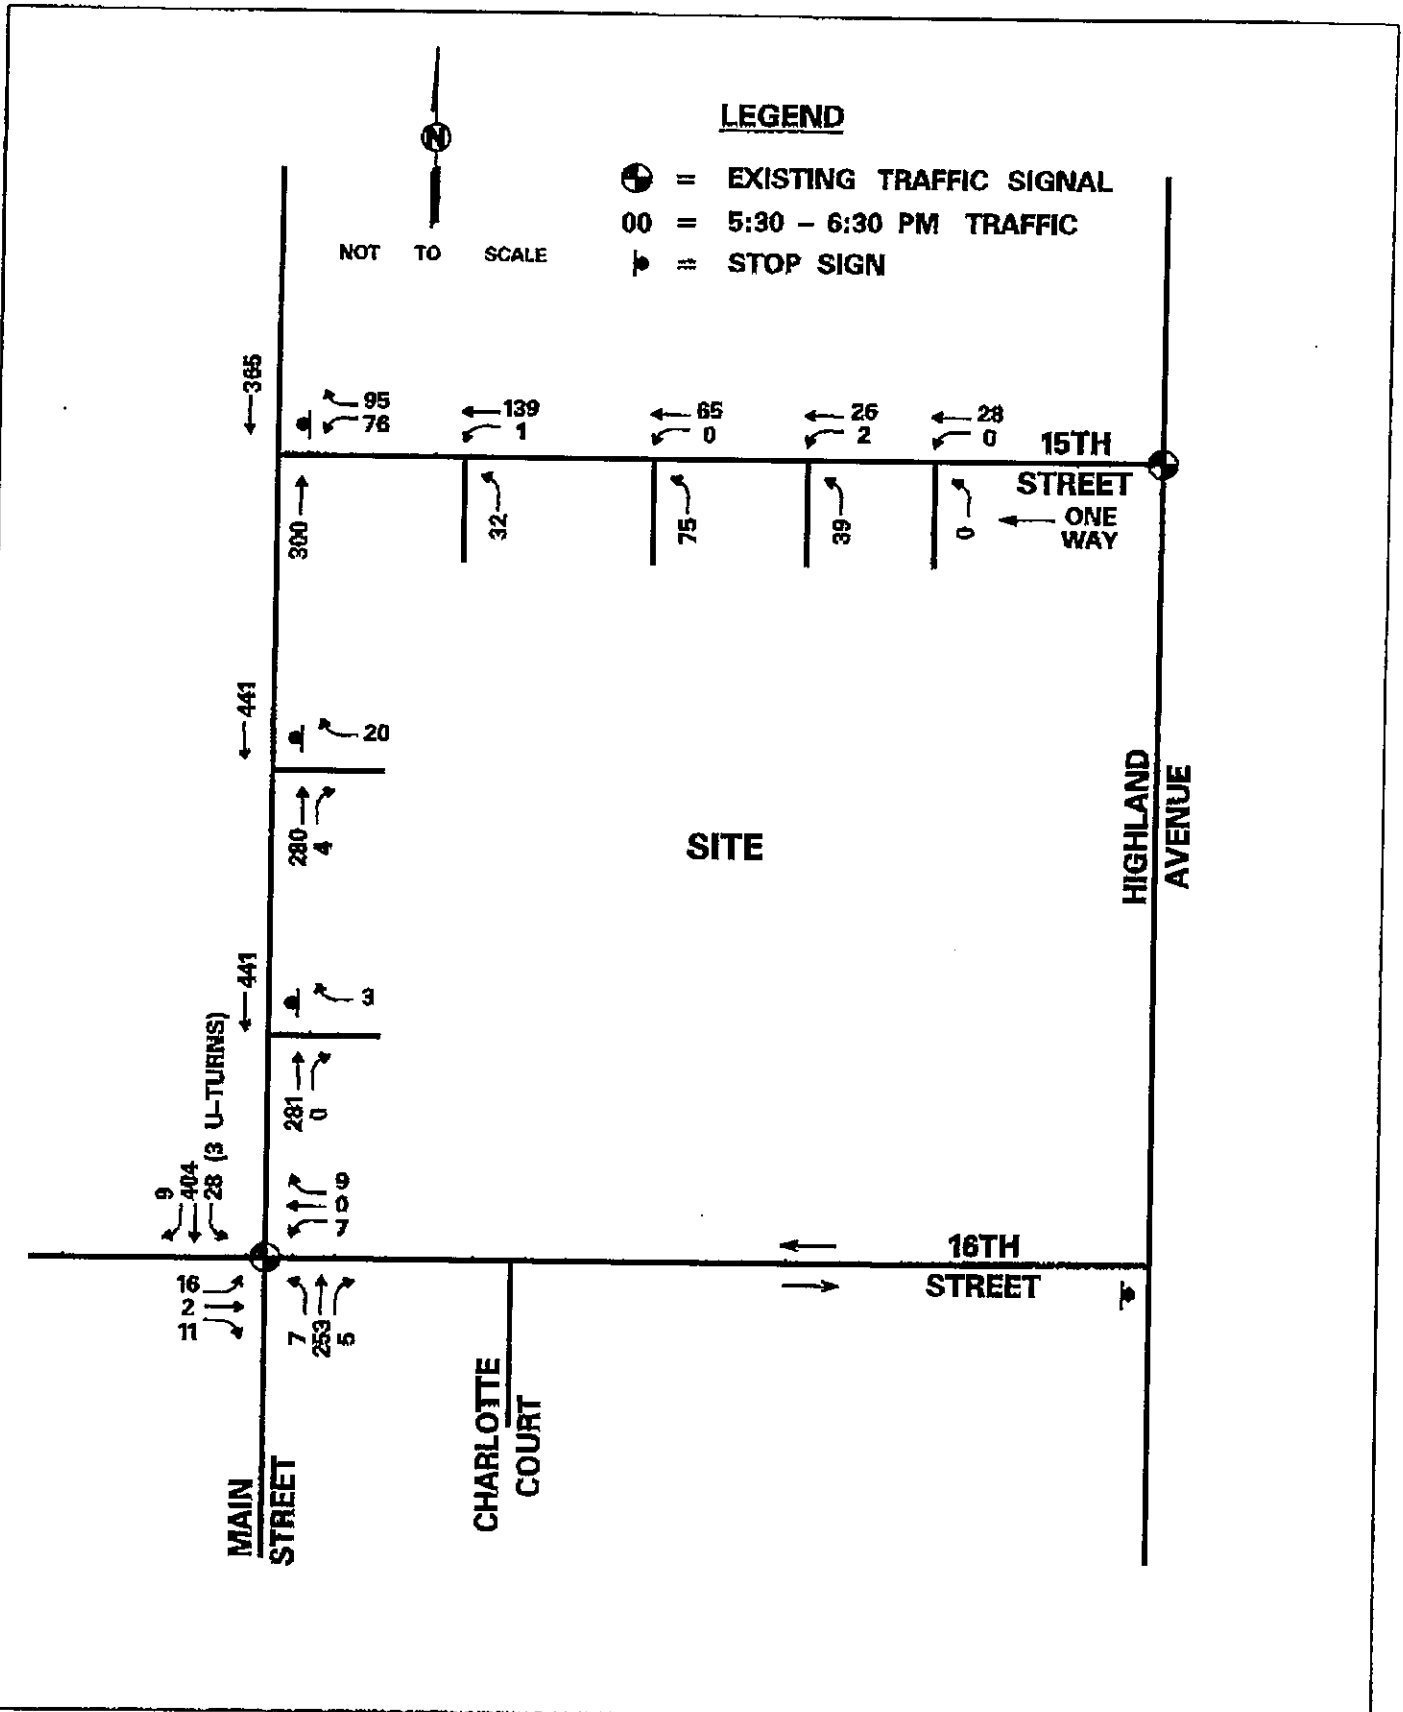 N
NOT TO SCALE
LEGEND
= EXISTING TRAFFIC SIGNAL
00 = 5:30 – 6:30 PM TRAFFIC
= STOP SIGN
365
95
76
139
1
65
0
26
2
28
0
15TH
STREET
ONE
WAY
300
32
75
39
0
441
20
280
4
SITE
HIGHLAND
AVENUE
441
3
281
0
9
404
28 (3 U-TURNS)
9
0
7
16
2
11
7
253
5
16TH
STREET
CHARLOTTE
COURT
MAIN
STREET